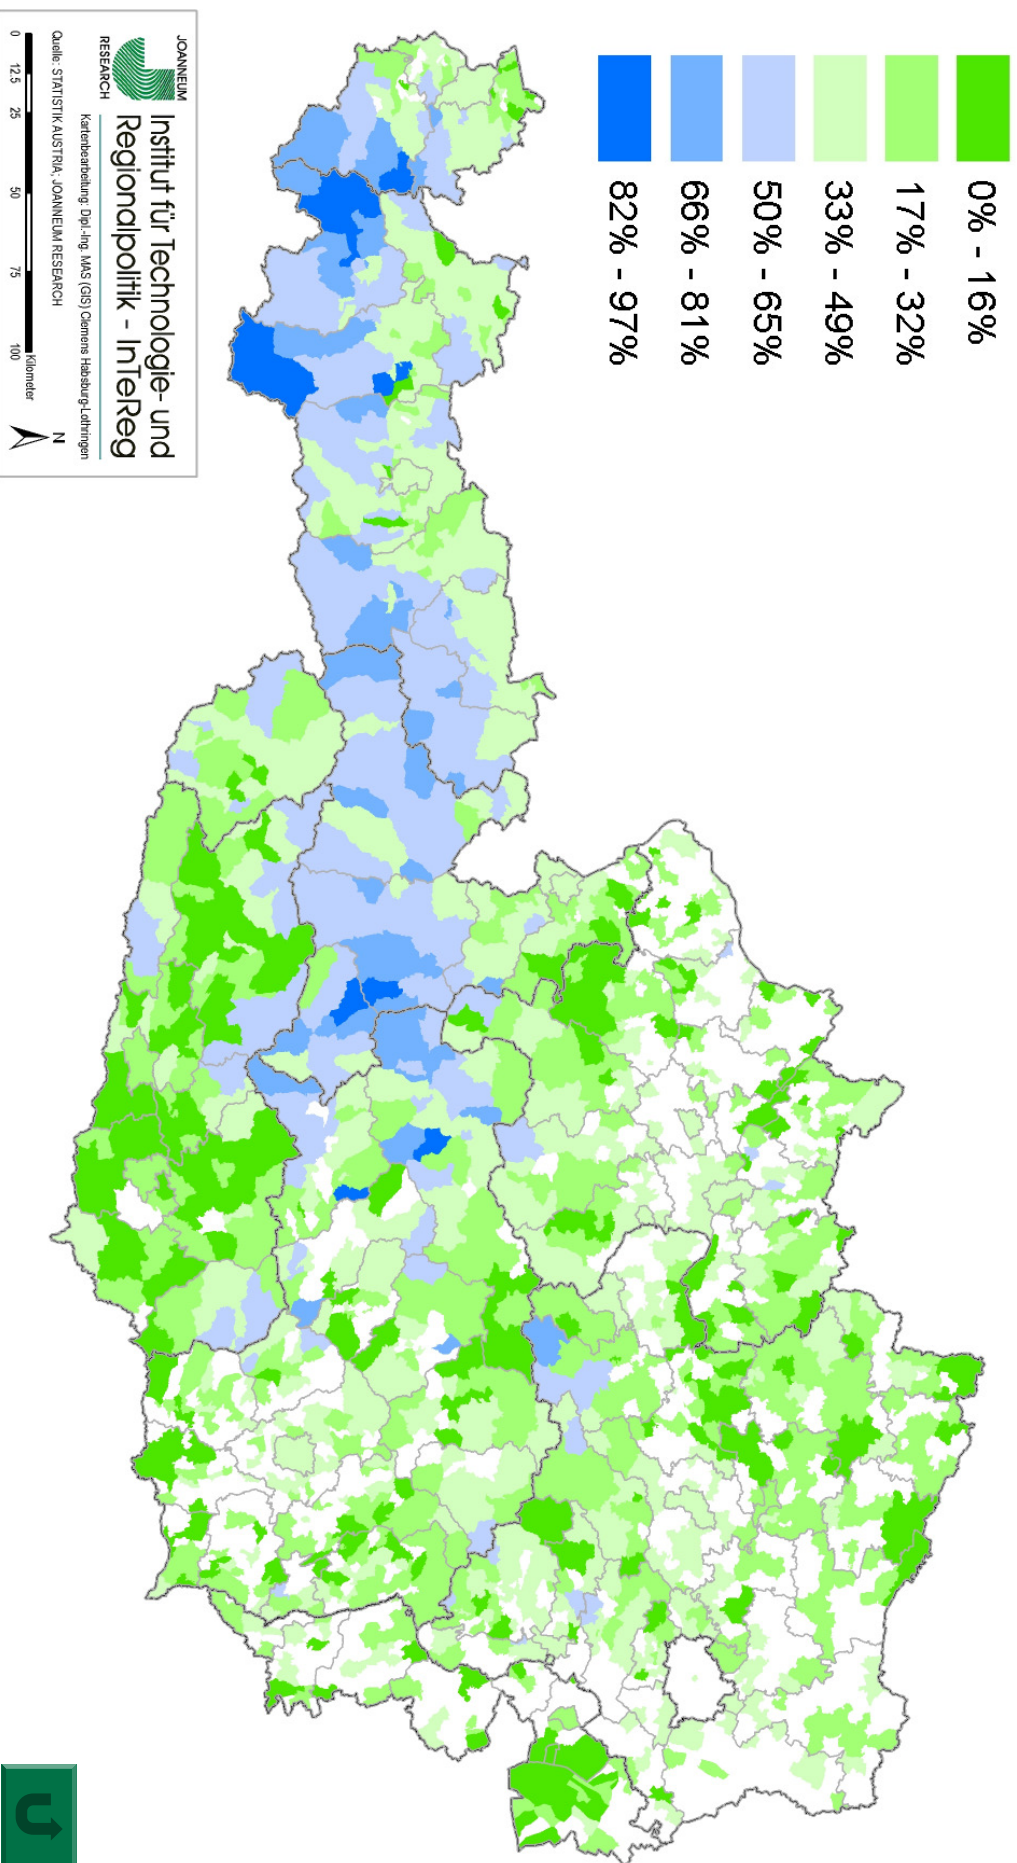 0% - 16%
17% - 32%
33% - 49%
50% - 65%
66% - 81%
82% - 97%
JOANNEUM
RESEARCH
Institut für Technologie- und
Regionalpolitik - InTeReg
Kartenbearbeitung: Dipl.-Ing. MAS (GIS) Clemens Habsburg-Lothringen
Quelle: STATISTIK AUSTRIA; JOANNEUM RESEARCH
0 12.5 25 50 75 100
Kilometer
N